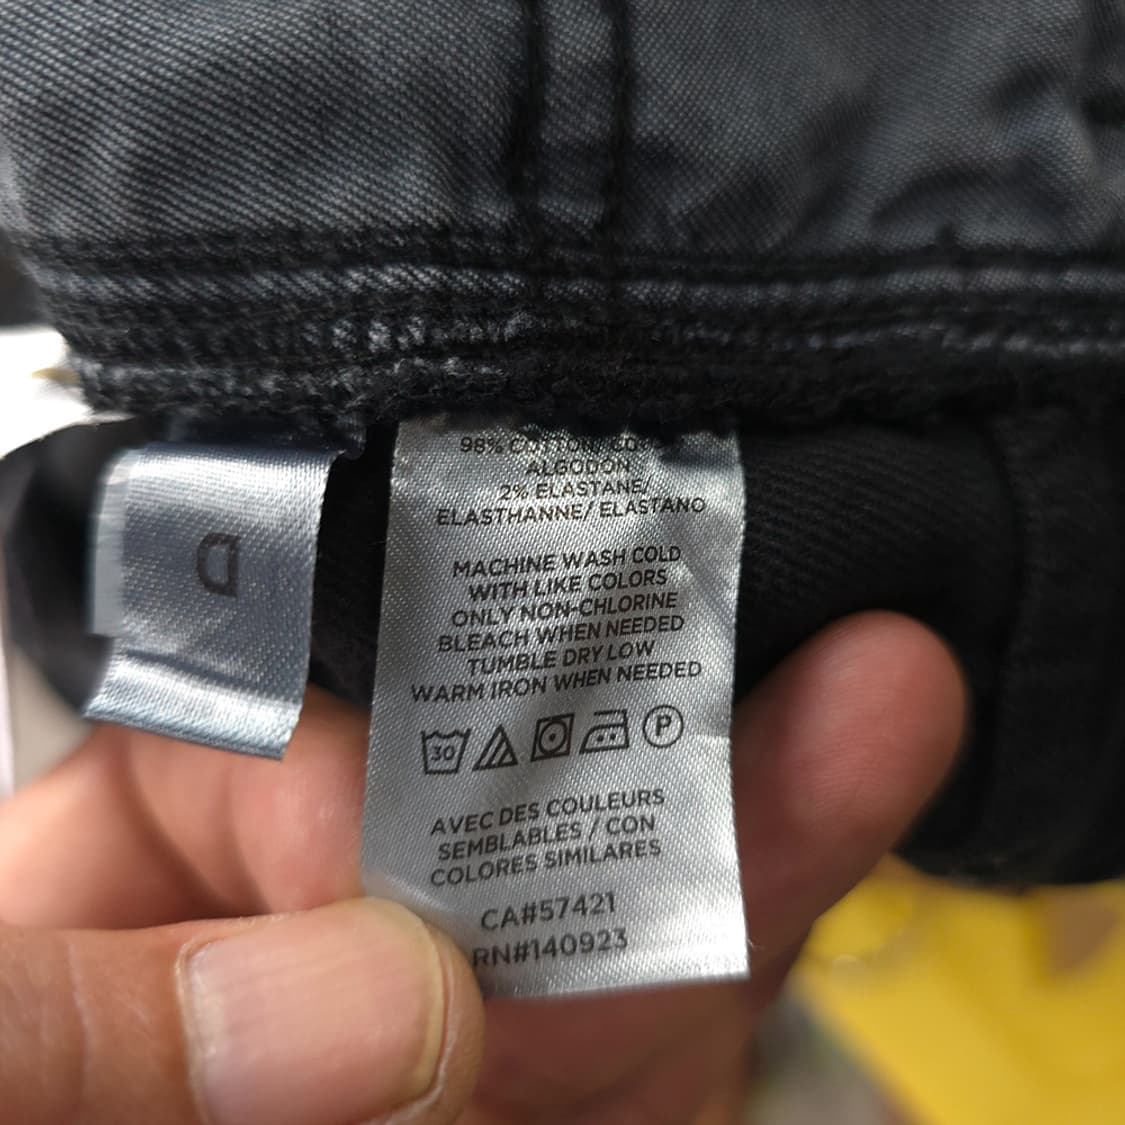 98% COTTON
ALGODON
2% ELASTANE/
ELASTHANNE/ ELASTANO
MACHINE WASH COLD
WITH LIKE COLORS
ONLY NON-CHLORINE
BLEACH WHEN NEEDED
TUMBLE DRY LOW
WARM IRON WHEN NEEDED
30 P
AVEC DES COULEURS
SEMBLABLES / CON
COLORES SIMILARES
CA#57421
RN#140923
D